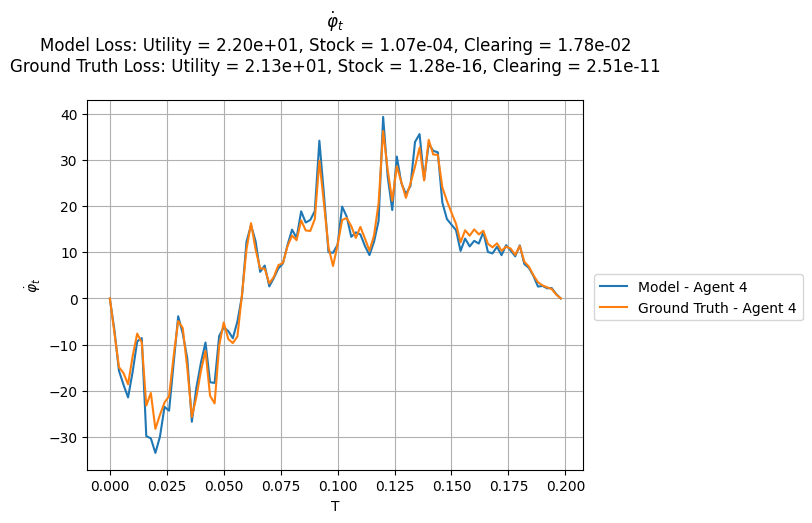 φ̇ₜ
Model Loss: Utility = 2.20e+01, Stock = 1.07e-04, Clearing = 1.78e-02
Ground Truth Loss: Utility = 2.13e+01, Stock = 1.28e-16, Clearing = 2.51e-11
40
30
20
10
0
−10
−20
−30
φ̇ₜ
0.000 0.025 0.050 0.075 0.100 0.125 0.150 0.175 0.200
T
Model - Agent 4
Ground Truth - Agent 4